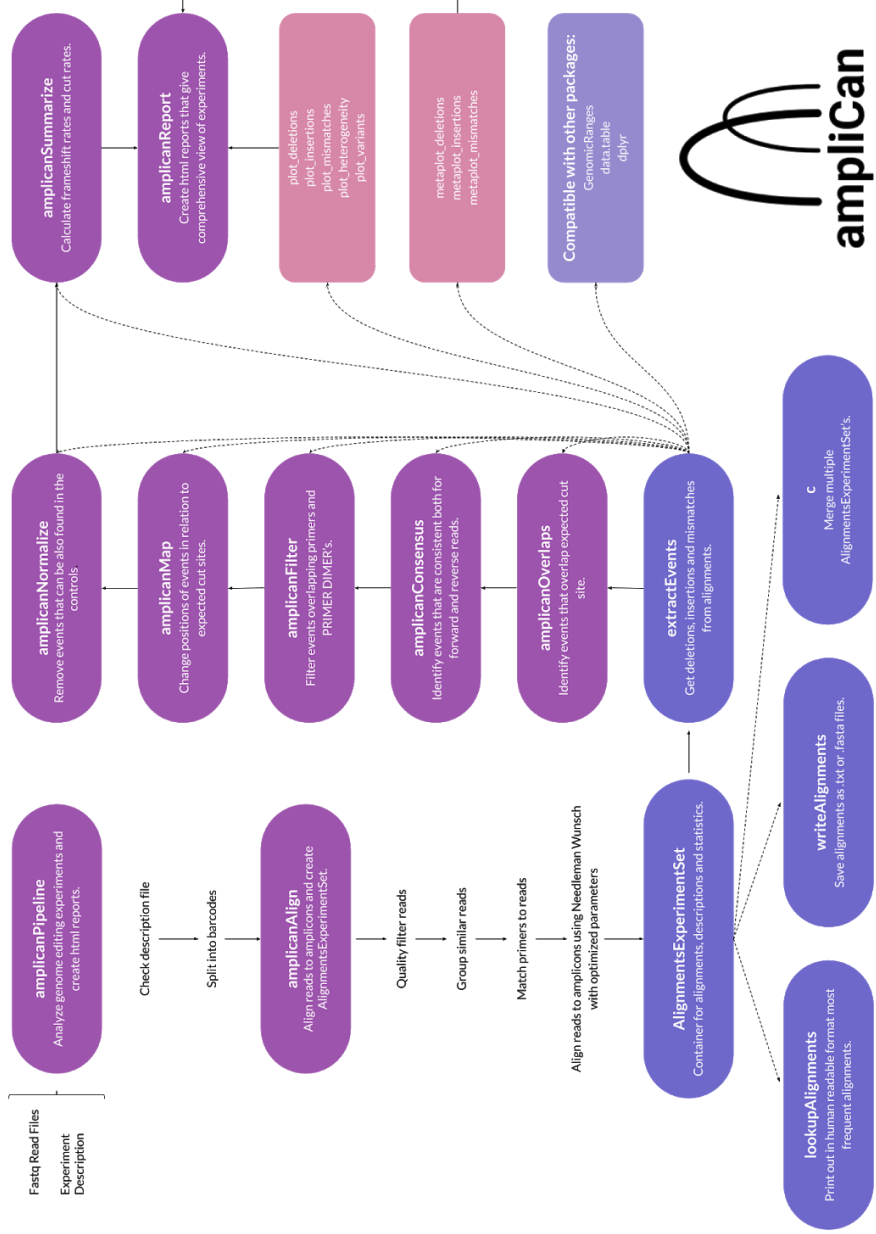 Fastq Read Files
Experiment
Description
amplicanPipeline
Analyze genome editing experiments and
create html reports.
Check description file
Split into barcodes
amplicanAlign
Align reads to amplicons and create
AlignmentsExperimentSet.
Quality filter reads
Group similar reads
Match primers to reads
Align reads to amplicons using Needleman Wunsch
with optimized parameters
AlignmentsExperimentSet
Container for alignments, descriptions and statistics.
lookupAlignments
Print out in human readable format most
frequent alignments.
writeAlignments
Save alignments as .txt or .fasta files.
c
Merge multiple
AlignmentsExperimentSet's.
amplicanNormalize
Remove events that can be also found in the
controls.
amplicanMap
Change positions of events in relation to
expected cut sites.
amplicanFilter
Filter events overlapping primers and
PRIMER DIMER's.
amplicanConsensus
Identify events that are consistent both for
forward and reverse reads.
amplicanOverlaps
Identify events that overlap expected cut
site.
extractEvents
Get deletions, insertions and mismatches
from alignments.
amplicanSummarize
Calculate frameshift rates and cut rates.
amplicanReport
Create html reports that give
comprehensive view of experiments.
plot_deletions
plot_insertions
plot_mismatches
plot_heterogeneity
plot_variants
metaplot_deletions
metaplot_insertions
metaplot_mismatches
Compatible with other packages:
GenomicRanges
data.table
dplyr
ampliCan